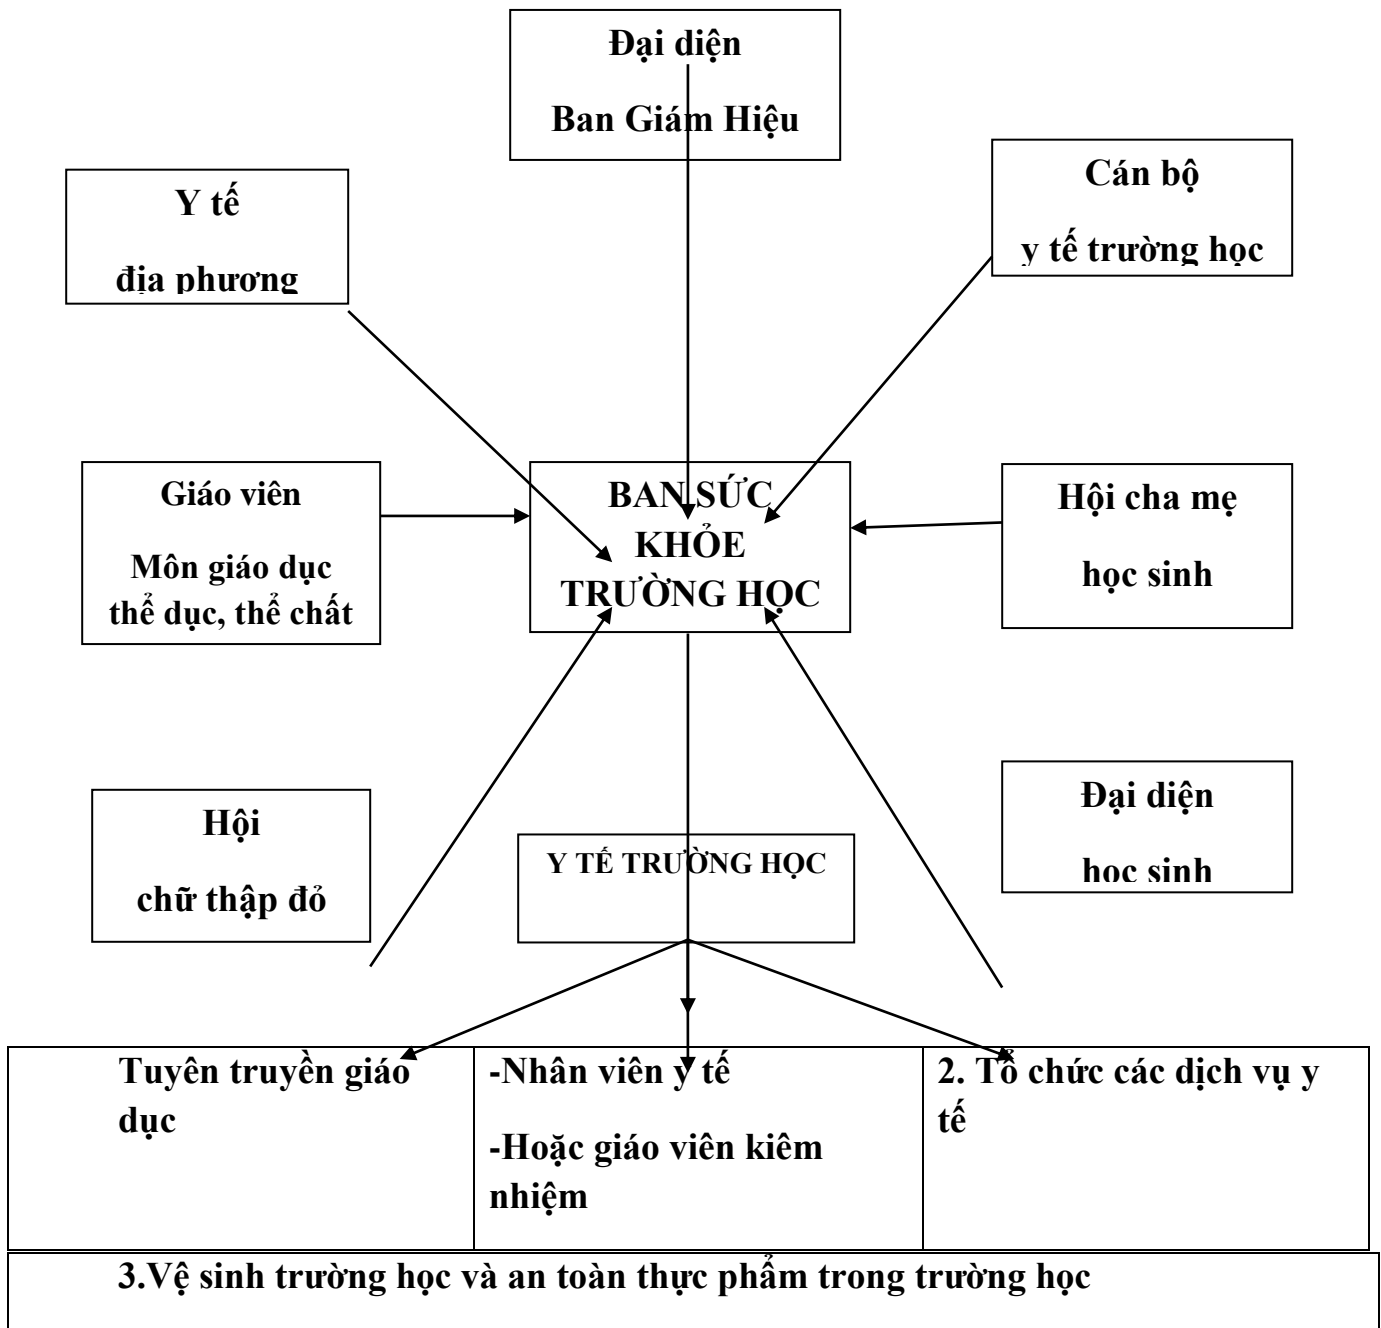 Đại diện
Ban Giám Hiệu
Cán bộ
y tế trường học
Y tế
địa phương
Giáo viên
Môn giáo dục
thể dục, thể chất
BAN SỨC
KHỎE
TRƯỜNG HỌC
Hội cha mẹ
học sinh
Hội
chữ thập đỏ
Y TẾ TRƯỜNG HỌC
Đại diện
học sinh
Tuyên truyền giáo
dục
-Nhân viên y tế
-Hoặc giáo viên kiêm
nhiệm
2. Tổ chức các dịch vụ y
tế
3.Vệ sinh trường học và an toàn thực phẩm trong trường học